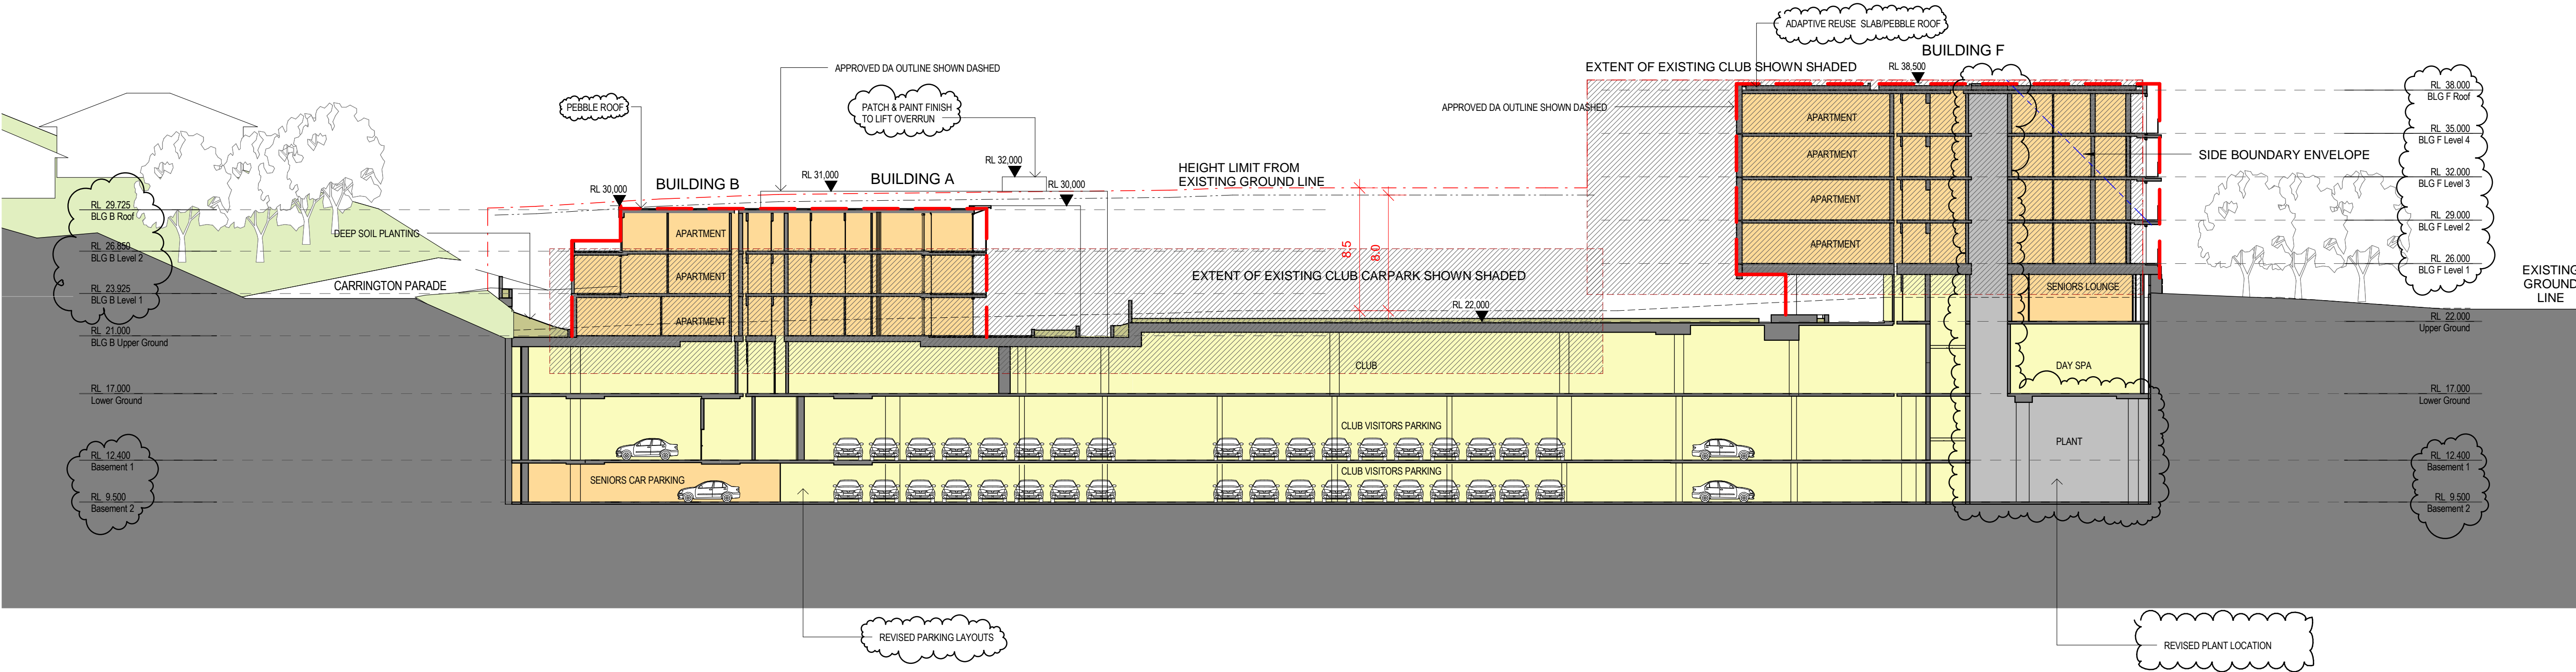 ADAPTIVE REUSE SLAB/PEBBLE ROOF
BUILDING F
EXTENT OF EXISTING CLUB SHOWN SHADED
RL 38,500
APPROVED DA OUTLINE SHOWN DASHED
APPROVED DA OUTLINE SHOWN DASHED
PEBBLE ROOF
PATCH & PAINT FINISH
TO LIFT OVERRUN
RL 38.000
BLG F Roof
APARTMENT
RL 35.000
BLG F Level 4
APARTMENT
SIDE BOUNDARY ENVELOPE
RL 32,000
HEIGHT LIMIT FROM
EXISTING GROUND LINE
RL 31,000
BUILDING B
BUILDING A
RL 30,000
RL 30,000
RL 32.000
BLG F Level 3
APARTMENT
RL 29.725
BLG B Roof
RL 29.000
BLG F Level 2
DEEP SOIL PLANTING
APARTMENT
APARTMENT
8.5
8.0
RL 26.850
BLG B Level 2
RL 26.000
BLG F Level 1
EXTENT OF EXISTING CLUB CARPARK SHOWN SHADED
APARTMENT
CARRINGTON PARADE
SENIORS LOUNGE
EXISTING
GROUND
LINE
RL 23.925
BLG B Level 1
RL 22,000
APARTMENT
RL 22.000
Upper Ground
RL 21.000
BLG B Upper Ground
CLUB
DAY SPA
RL 17.000
Lower Ground
RL 17.000
Lower Ground
CLUB VISITORS PARKING
PLANT
RL 12.400
Basement 1
RL 12.400
Basement 1
CLUB VISITORS PARKING
SENIORS CAR PARKING
RL 9.500
Basement 2
RL 9.500
Basement 2
REVISED PARKING LAYOUTS
REVISED PLANT LOCATION